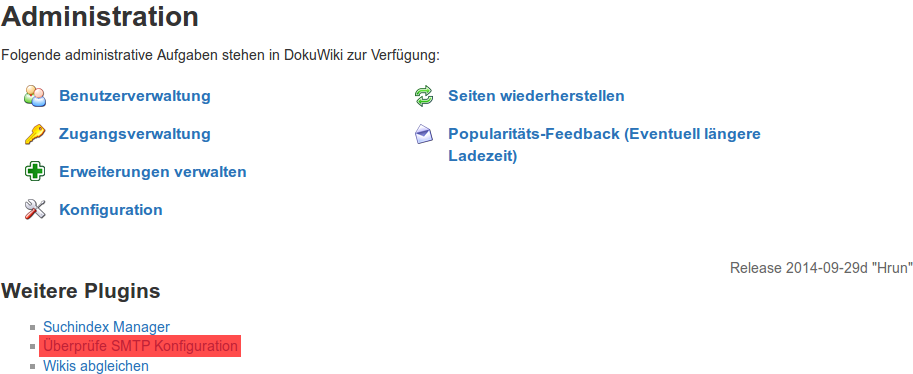 Administration
Folgende administrative Aufgaben stehen in DokuWiki zur Verfügung:
Benutzerverwaltung
Zugangsverwaltung
Erweiterungen verwalten
Konfiguration
Seiten wiederherstellen
Popularitäts-Feedback (Eventuell längere
Ladezeit)
Release 2014-09-29d "Hrun"
Weitere Plugins
Suchindex Manager
Überprüfe SMTP Konfiguration
Wikis abgleichen